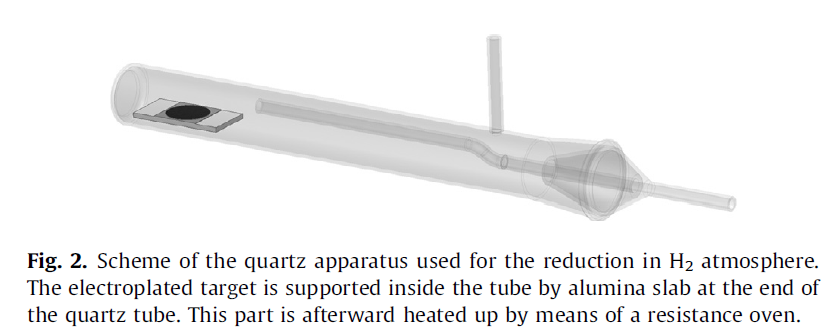 Fig. 2. Scheme of the quartz apparatus used for the reduction in H₂ atmosphere.
The electroplated target is supported inside the tube by alumina slab at the end of
the quartz tube. This part is afterward heated up by means of a resistance oven.